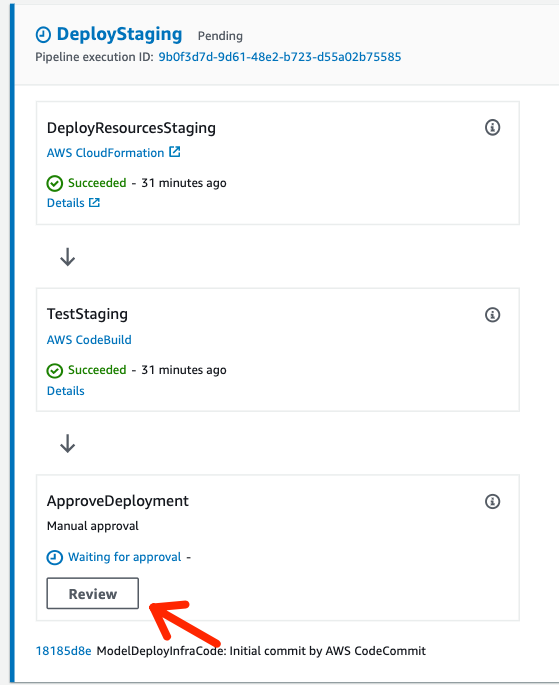 DeployStaging Pending
Pipeline execution ID: 9b0f3d7d-9d61-48e2-b723-d55a02b75585
DeployResourcesStaging
AWS CloudFormation
Succeeded - 31 minutes ago
Details
TestStaging
AWS CodeBuild
Succeeded - 31 minutes ago
Details
ApproveDeployment
Manual approval
Waiting for approval -
Review
18185d8e ModelDeployInfraCode: Initial commit by AWS CodeCommit